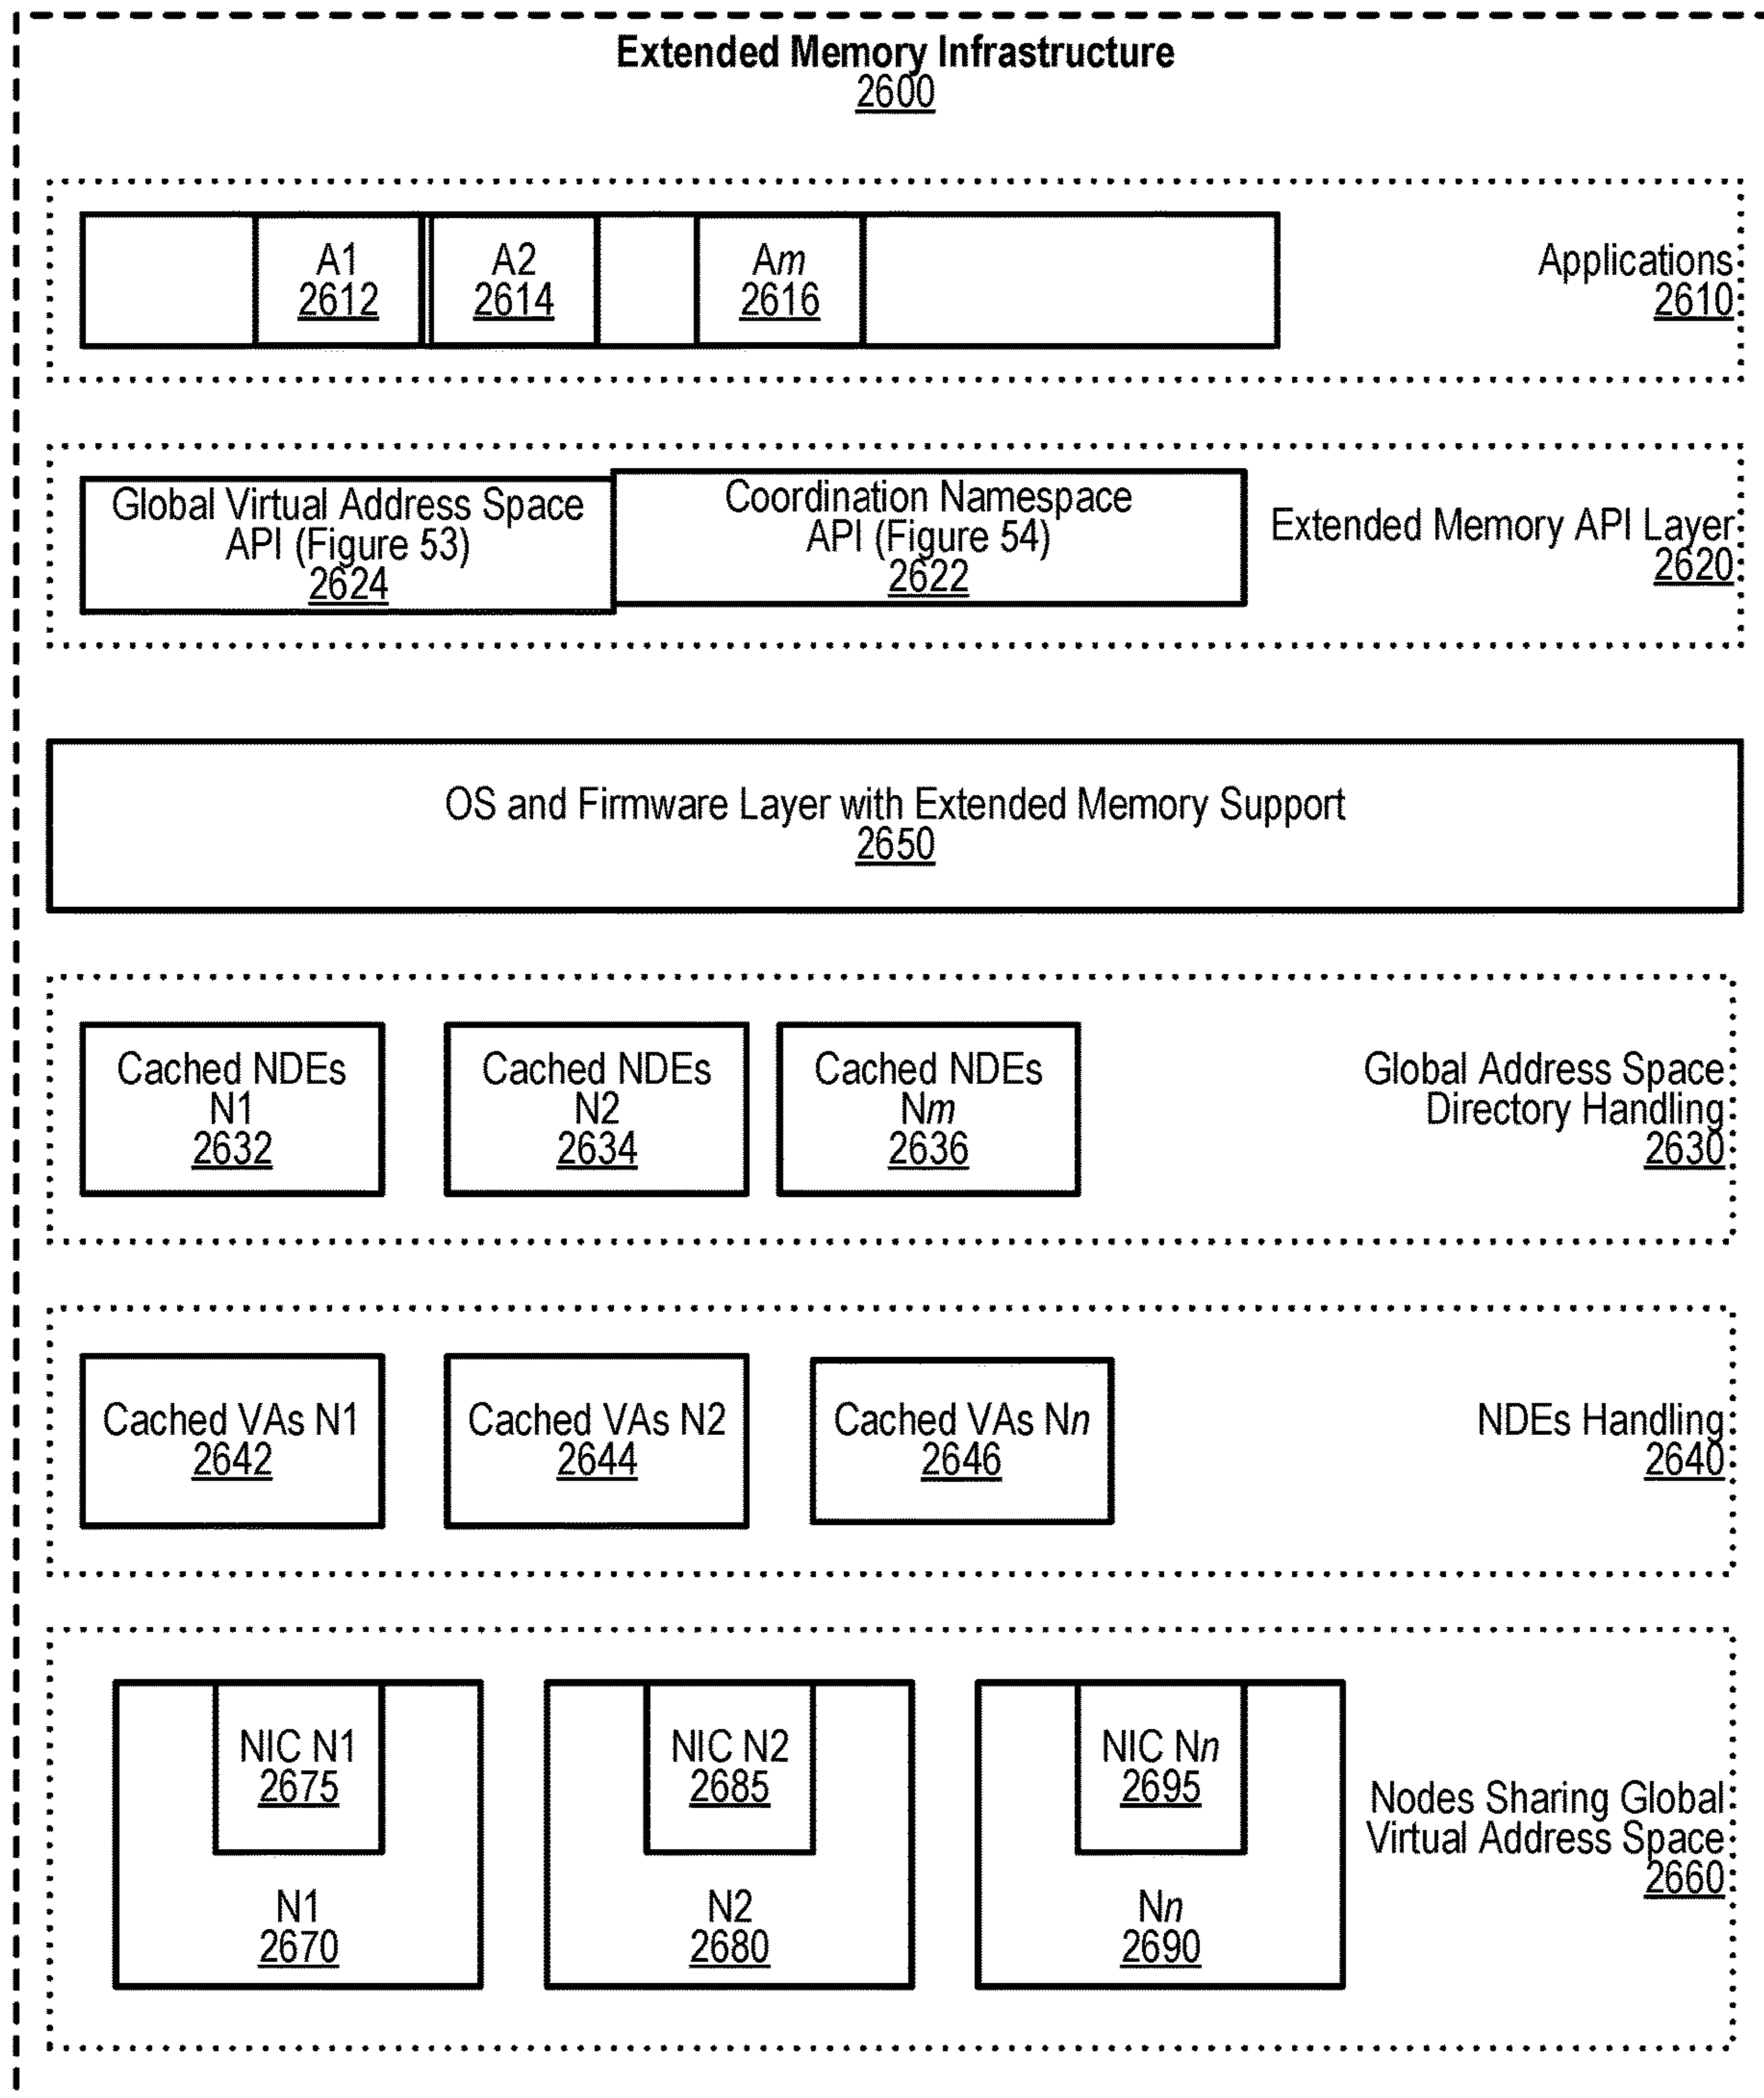 Extended Memory Infrastructure
2600
A1
2612
A2
2614
Am
2616
Applications
2610
Global Virtual Address Space
API (Figure 53)
2624
Coordination Namespace
API (Figure 54)
2622
Extended Memory API Layer
2620
OS and Firmware Layer with Extended Memory Support
2650
Cached NDEs
N1
2632
Cached NDEs
N2
2634
Cached NDEs
Nm
2636
Global Address Space
Directory Handling
2630
Cached VAs N1
2642
Cached VAs N2
2644
Cached VAs Nn
2646
NDEs Handling
2640
NIC N1
2675
N1
2670
NIC N2
2685
N2
2680
NIC Nn
2695
Nn
2690
Nodes Sharing Global
Virtual Address Space
2660